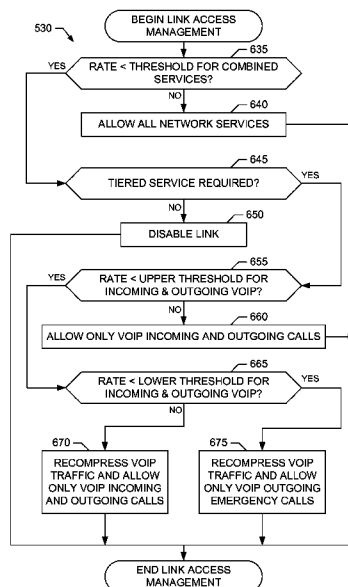 530
BEGIN LINK ACCESS
MANAGEMENT
635
YES
RATE < THRESHOLD FOR
COMBINED
SERVICES?
NO
640
ALLOW ALL NETWORK SERVICES
645
TIERED SERVICE REQUIRED?
YES
NO
650
DISABLE LINK
655
YES
RATE < UPPER THRESHOLD FOR
INCOMING & OUTGOING VOIP?
NO
660
ALLOW ONLY VOIP INCOMING AND OUTGOING CALLS
665
RATE < LOWER THRESHOLD FOR
INCOMING & OUTGOING VOIP?
YES
NO
670
RECOMPRESS VOIP
TRAFFIC AND ALLOW
ONLY VOIP INCOMING
AND OUTGOING CALLS
675
RECOMPRESS VOIP
TRAFFIC AND ALLOW
ONLY VOIP OUTGOING
EMERGENCY CALLS
END LINK ACCESS
MANAGEMENT